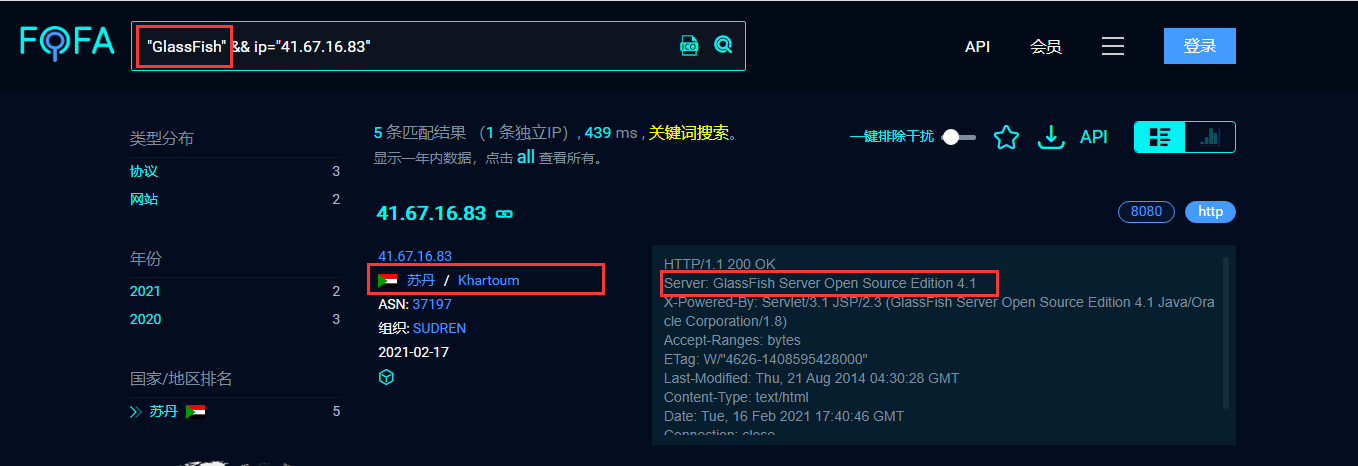 FOFA
"GlassFish" && ip="41.67.16.83"
ICO
API
会员
登录
类型分布
协议 3
网站 2
年份
2021 2
2020 3
国家/地区排名
苏丹 5
5 条匹配结果 （1 条独立IP）, 439 ms , 关键词搜索。
显示一年内数据，点击 all 查看所有。
一键排除干扰
API
41.67.16.83
8080
http
41.67.16.83
苏丹 / Khartoum
ASN: 37197
组织: SUDREN
2021-02-17
HTTP/1.1 200 OK
Server: GlassFish Server Open Source Edition 4.1
X-Powered-By: Servlet/3.1 JSP/2.3 (GlassFish Server Open Source Edition 4.1 Java/Ora
cle Corporation/1.8)
Accept-Ranges: bytes
ETag: W/"4626-1408595428000"
Last-Modified: Thu, 21 Aug 2014 04:30:28 GMT
Content-Type: text/html
Date: Tue, 16 Feb 2021 17:40:46 GMT
Connection: close